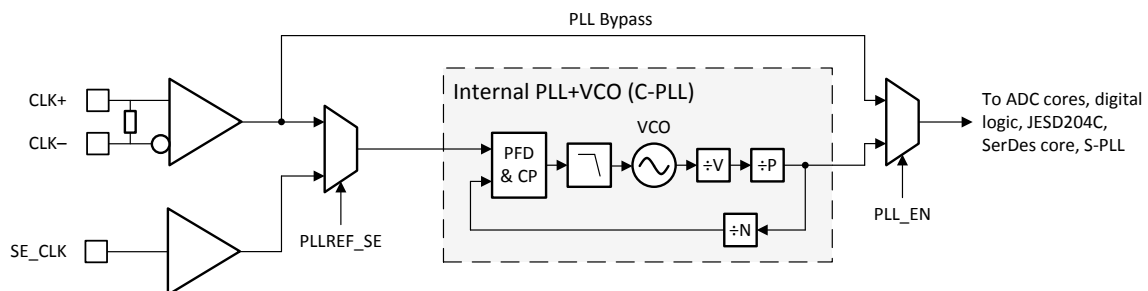 PLL Bypass
CLK+
CLK–
Internal PLL+VCO (C-PLL)
VCO
PFD
& CP
÷V
÷P
÷N
To ADC cores, digital
logic, JESD204C,
SerDes core, S-PLL
PLLREF_SE
PLL_EN
SE_CLK